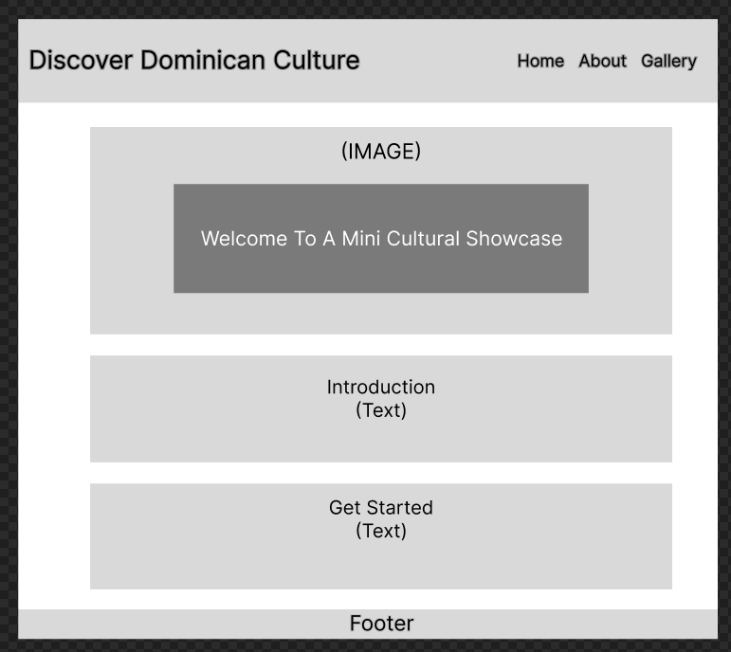 Discover Dominican Culture
Home About Gallery
(IMAGE)
Welcome To A Mini Cultural Showcase
Introduction
(Text)
Get Started
(Text)
Footer